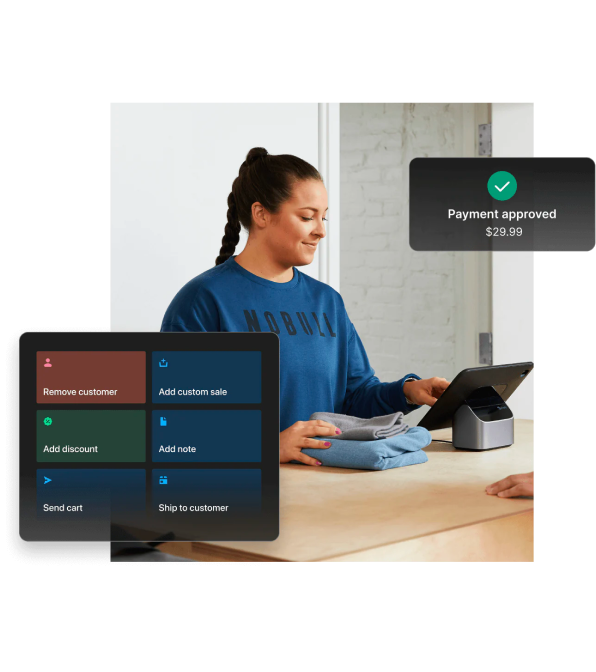 Payment approved
$29.99
NOBULL
Remove customer
Add custom sale
Add discount
Add note
Send cart
Ship to customer